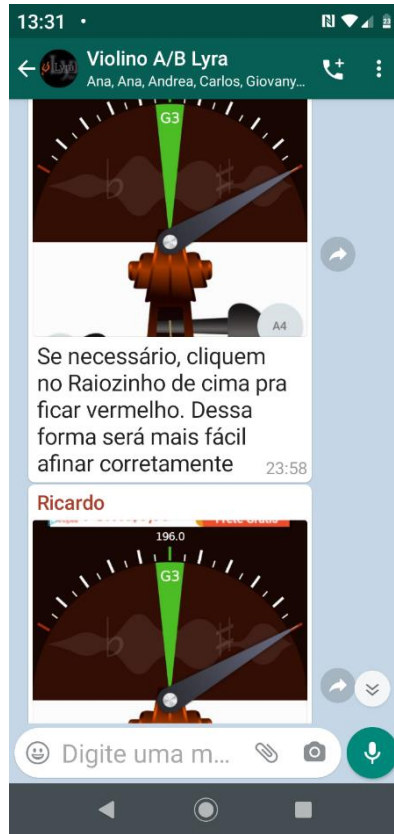 13:31
Violino A/B Lyra
Ana, Ana, Andrea, Carlos, Giovany...
G3
A4
Se necessário, cliquem
no Raiozinho de cima pra
ficar vermelho. Dessa
forma será mais fácil
afinar corretamente
23:58
Ricardo
Frete Grátis
196.0
G3
Digite uma m...